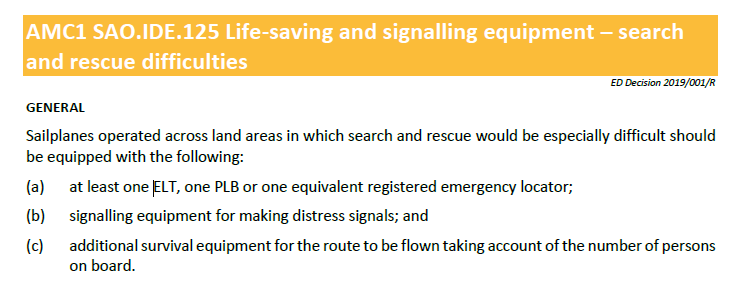 AMC1 SAO.IDE.125 Life-saving and signalling equipment – search
and rescue difficulties
ED Decision 2019/001/R
GENERAL
Sailplanes operated across land areas in which search and rescue would be especially difficult should
be equipped with the following:
(a) at least one ELT, one PLB or one equivalent registered emergency locator;
(b) signalling equipment for making distress signals; and
(c) additional survival equipment for the route to be flown taking account of the number of persons
on board.